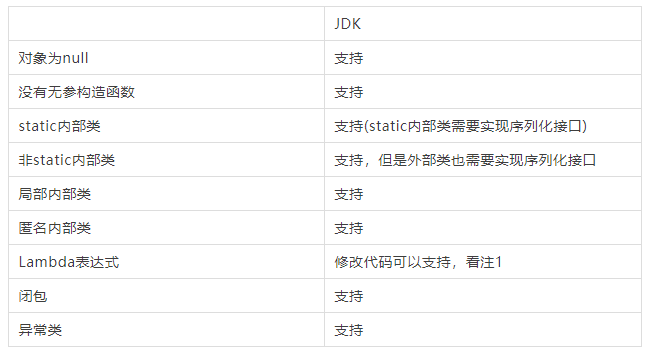 JDK
对象为null 支持
没有无参构造函数 支持
static内部类 支持(static内部类需要实现序列化接口)
非static内部类 支持，但是外部类也需要实现序列化接口
局部内部类 支持
匿名内部类 支持
Lambda表达式 修改代码可以支持，看注1
闭包 支持
异常类 支持